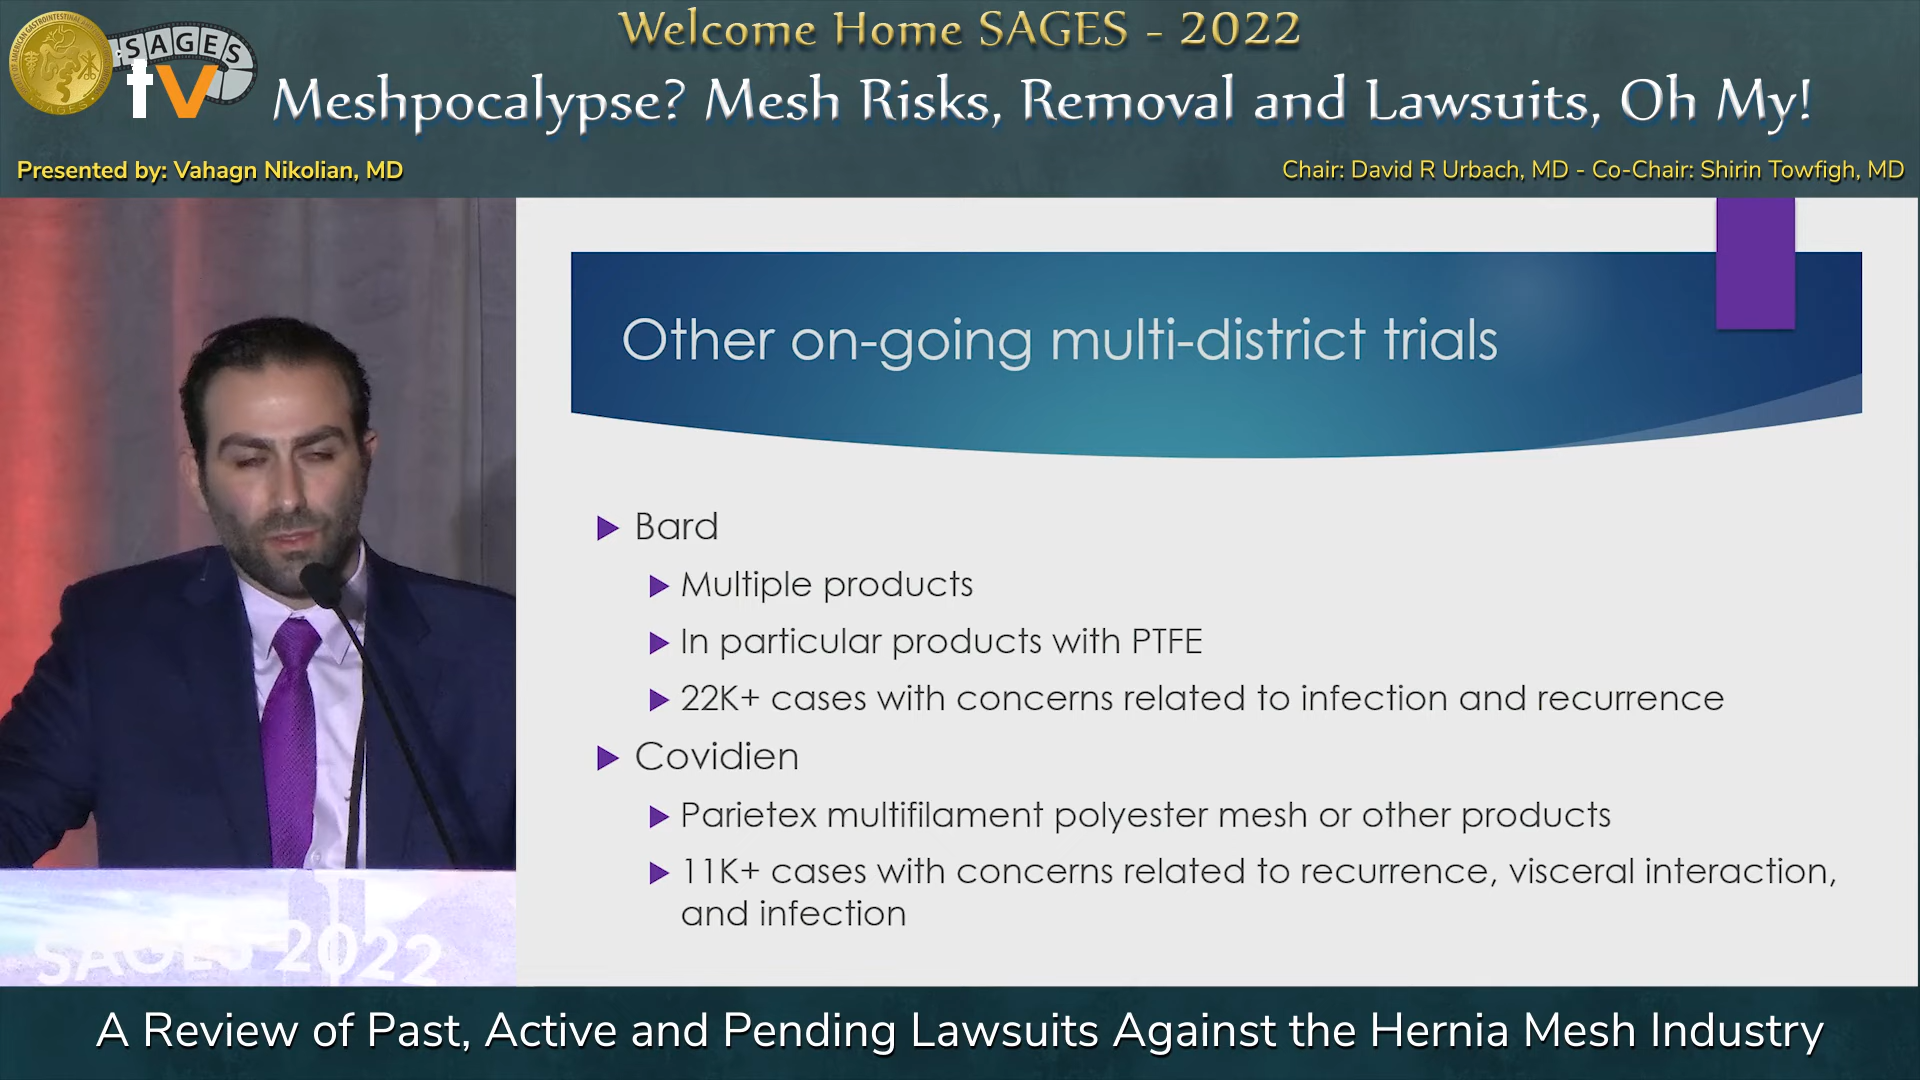 Welcome Home SAGES - 2022
SAGES
tv
Meshpocalypse? Mesh Risks, Removal and Lawsuits, Oh My!
Presented by: Vahagn Nikolian, MD
Chair: David R Urbach, MD - Co-Chair: Shirin Towfigh, MD
Other on-going multi-district trials
Bard
Multiple products
In particular products with PTFE
22K+ cases with concerns related to infection and recurrence
Covidien
Parietex multifilament polyester mesh or other products
11K+ cases with concerns related to recurrence, visceral interaction,
and infection
SAGES 2022
A Review of Past, Active and Pending Lawsuits Against the Hernia Mesh Industry